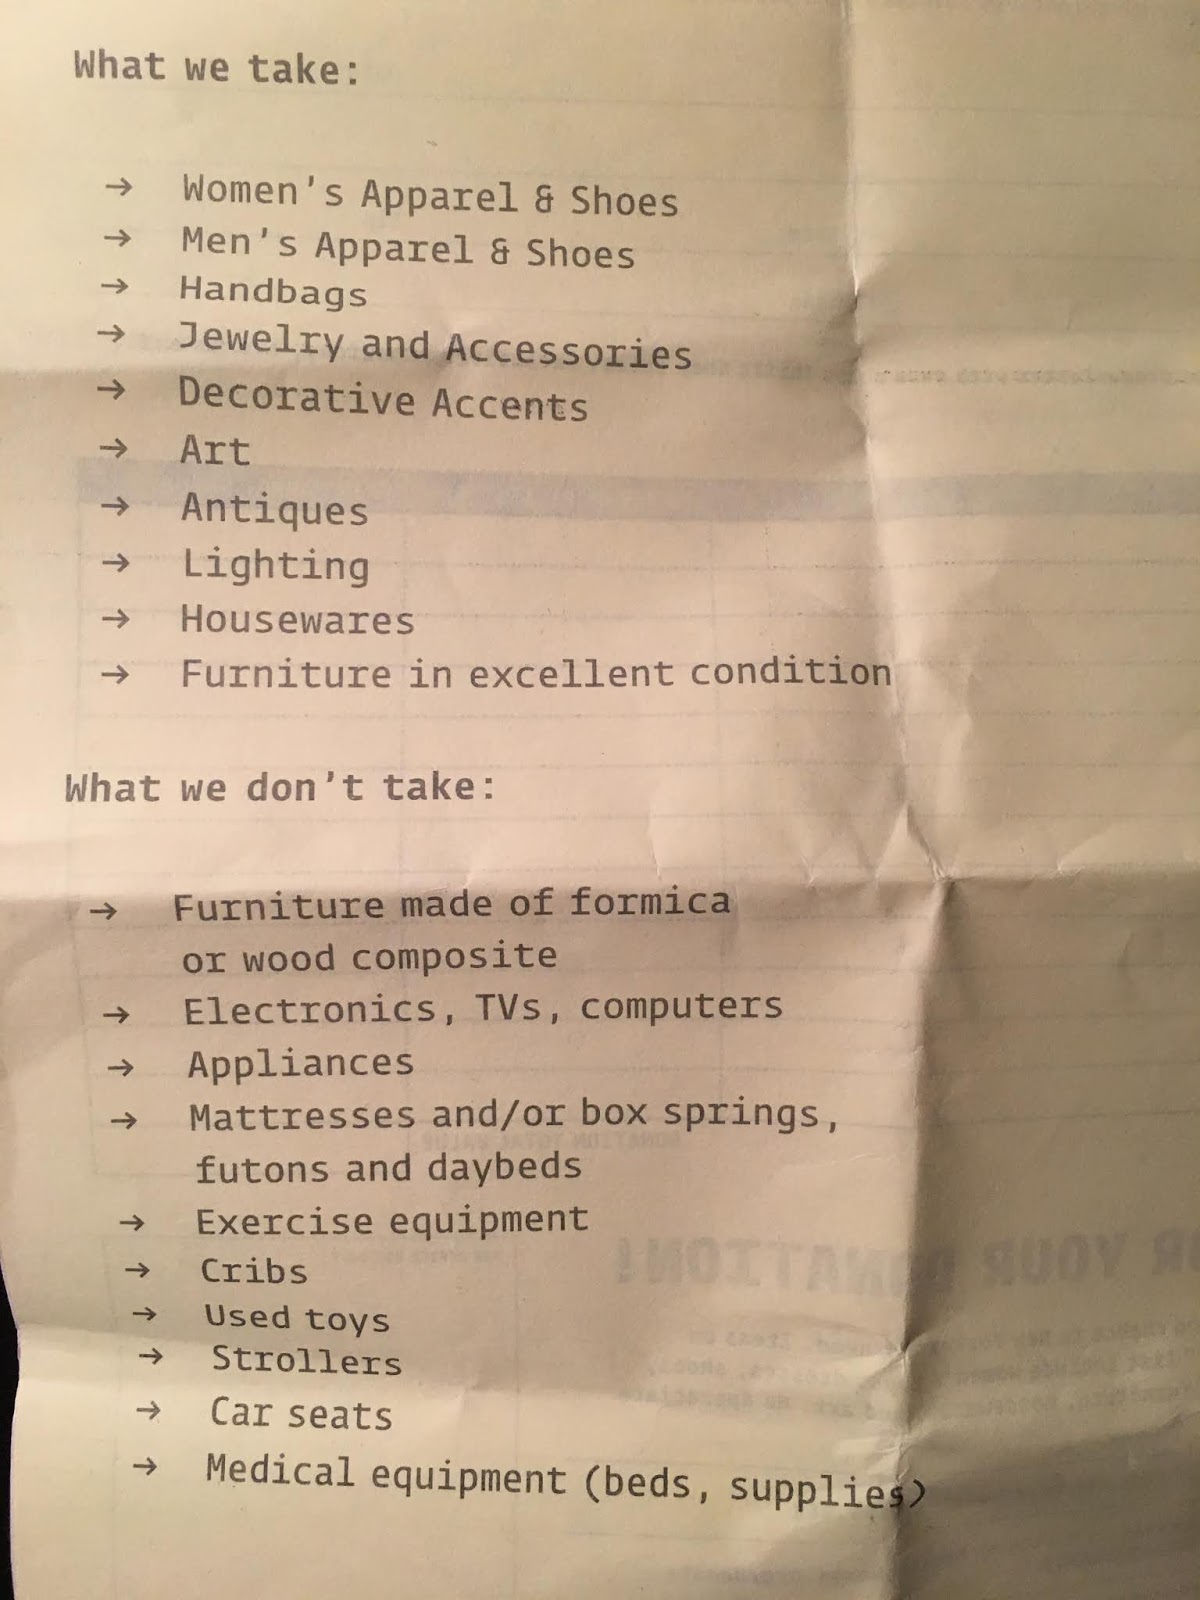 What we take:
→ Women's Apparel & Shoes
→ Men's Apparel & Shoes
→ Handbags
→ Jewelry and Accessories
→ Decorative Accents
→ Art
→ Antiques
→ Lighting
→ Housewares
→ Furniture in excellent condition
What we don't take:
→ Furniture made of formica
or wood composite
→ Electronics, TVs, computers
→ Appliances
→ Mattresses and/or box springs,
futons and daybeds
→ Exercise equipment
→ Cribs
→ Used toys
→ Strollers
→ Car seats
→ Medical equipment (beds, supplies)